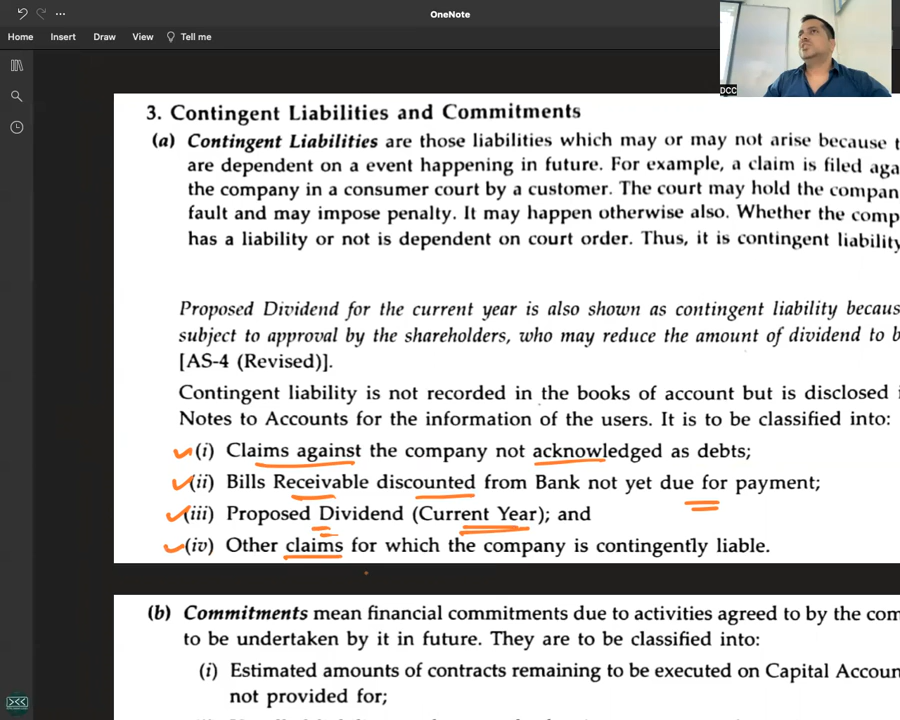 OneNote
Home Insert Draw View Tell me
DCC
3. Contingent Liabilities and Commitments
(a) Contingent Liabilities are those liabilities which may or may not arise because
are dependent on a event happening in future. For example, a claim is filed
the company in a consumer court by a customer. The court may hold the
fault and may impose penalty. It may happen otherwise also. Whether the
has a liability or not is dependent on court order. Thus, it is contingent liability
Proposed Dividend for the current year is also shown as contingent liability
subject to approval by the shareholders, who may reduce the amount of dividend to
[AS-4 (Revised)].
Contingent liability is not recorded in the books of account but is disclosed
Notes to Accounts for the information of the users. It is to be classified into:
(i) Claims against the company not acknowledged as debts;
(ii) Bills Receivable discounted from Bank not yet due for payment;
(iii) Proposed Dividend (Current Year); and
(iv) Other claims for which the company is contingently liable.
(b) Commitments mean financial commitments due to activities agreed to by the
to be undertaken by it in future. They are to be classified into:
(i) Estimated amounts of contracts remaining to be executed on Capital
not provided for;